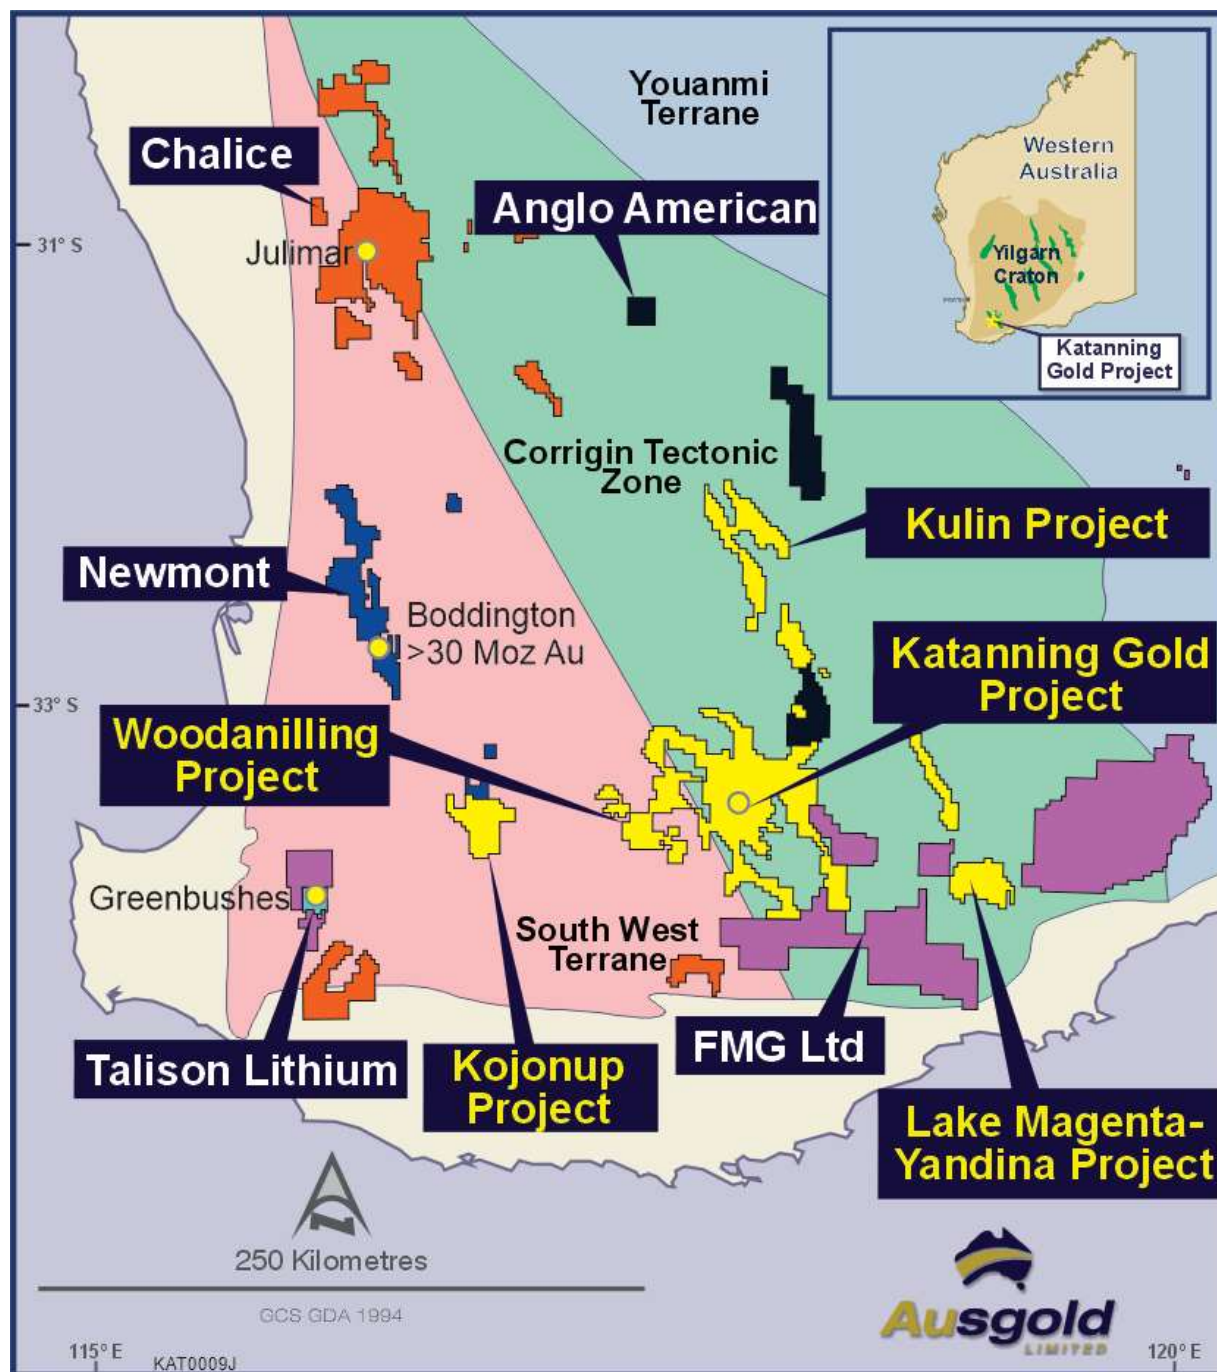 Youanmi
Terrane
Western
Australia
Chalice
Anglo American
31° S
Julimar
Yilgarn
Craton
Katanning
Gold Project
Corrigin Tectonic
Zone
Kulin Project
Newmont
Boddington
>30 Moz Au
Katanning Gold
Project
33° S
Woodanilling
Project
Greenbushes
South West
Terrane
FMG Ltd
Talison Lithium
Kojonup
Project
Lake Magenta-
Yandina Project
N
250 Kilometres
GCS GDA 1994
Ausgold
LIMITED
115° E
KAT0009J
120° E